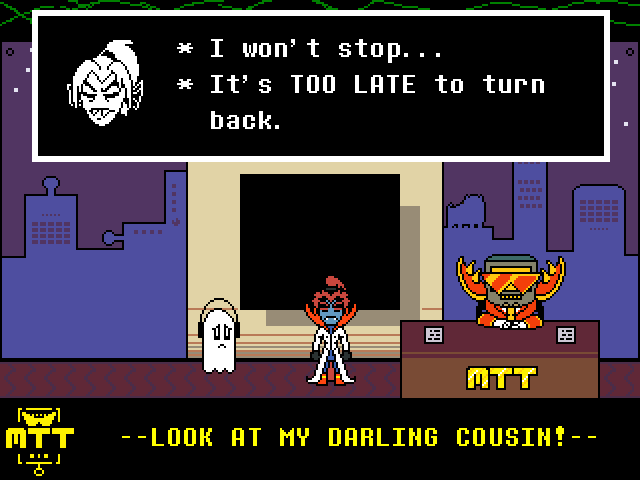 * I won't stop...
* It's TOO LATE to turn
back.
MTT
MTT
--LOOK AT MY DARLING COUSIN!--